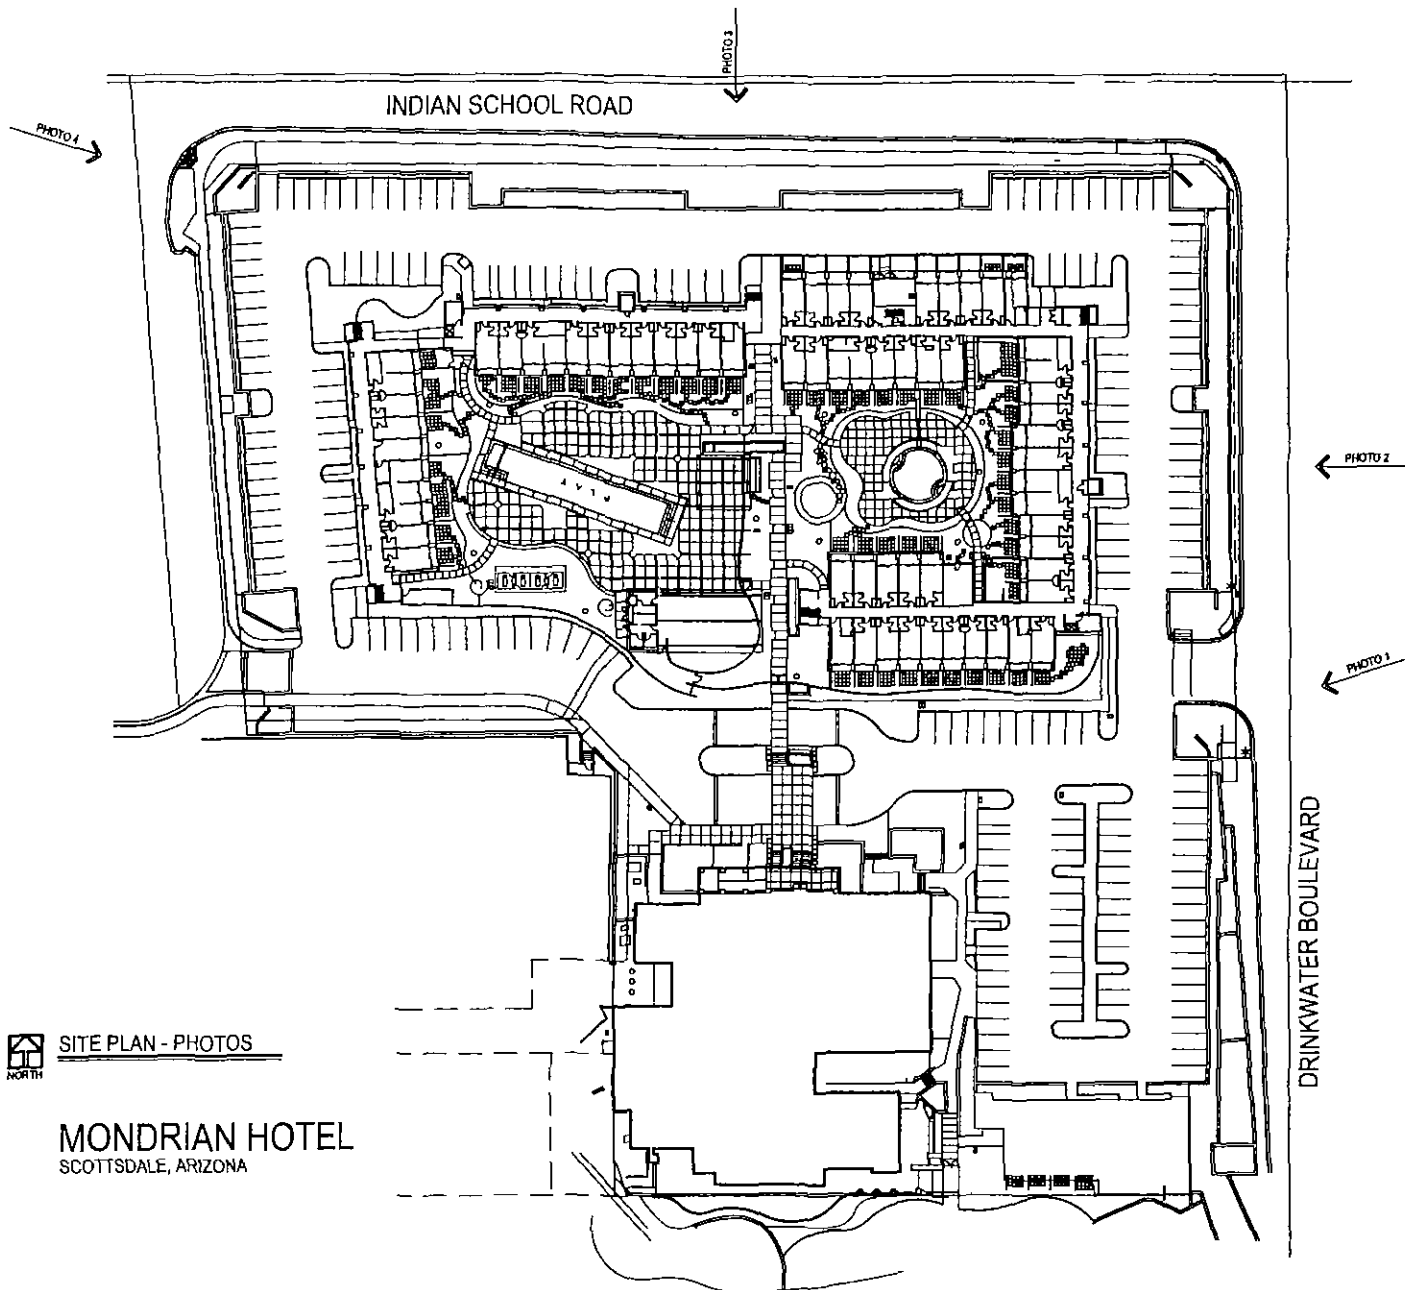 PHOTO 3
INDIAN SCHOOL ROAD
PHOTO 4
PHOTO 2
FLAT
PHOTO 1
DRINKWATER BOULEVARD
SITE PLAN - PHOTOS
NORTH
MONDRIAN HOTEL
SCOTTSDALE, ARIZONA